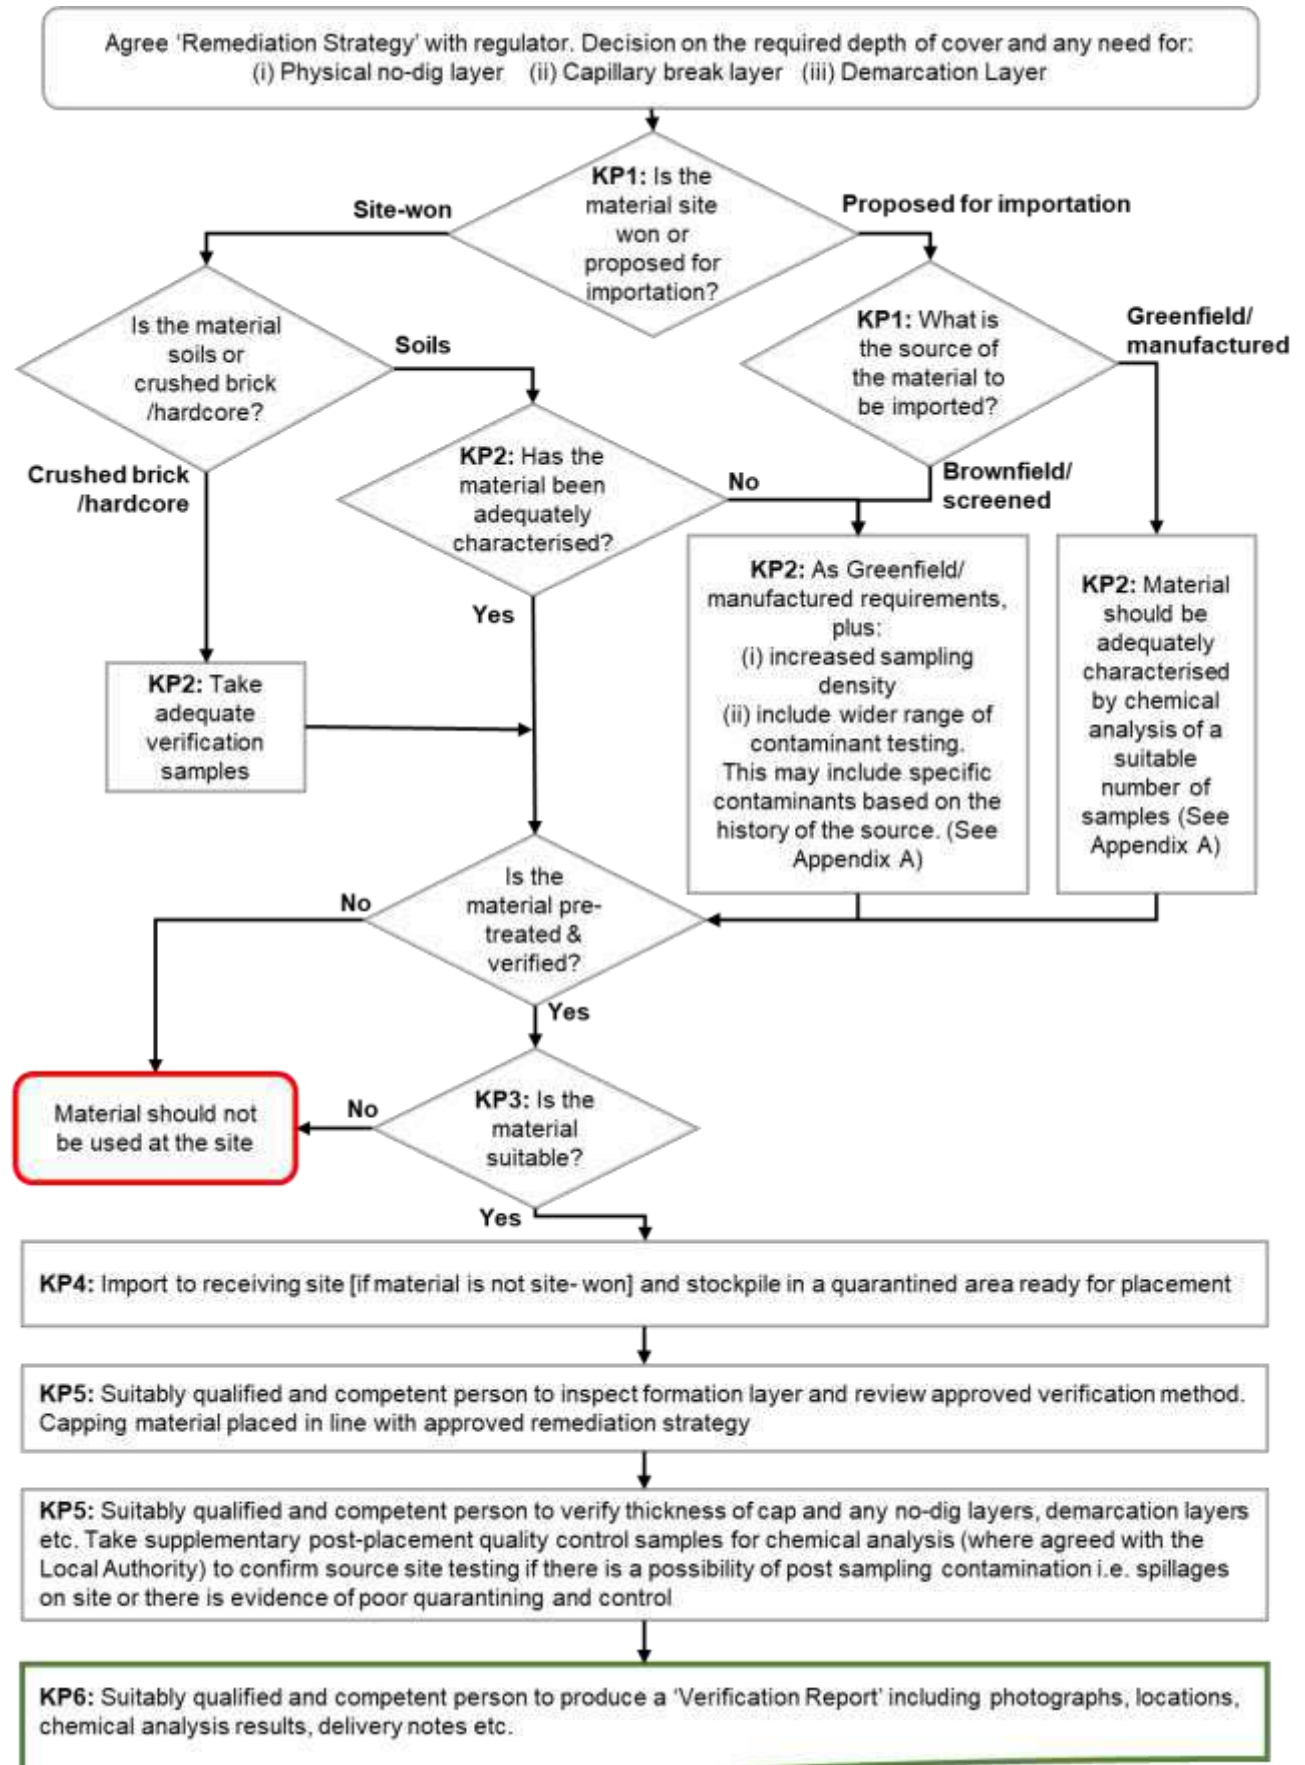 Agree ‘Remediation Strategy’ with regulator. Decision on the required depth of cover and any need for:
(i) Physical no-dig layer (ii) Capillary break layer (iii) Demarcation Layer
KP1: Is the
material site
won or
proposed for
importation?
Site-won
Proposed for importation
Is the material
soils or
crushed brick
/hardcore?
Soils
KP1: What is
the source of
the material to
be imported?
Greenfield/
manufactured
Crushed brick
/hardcore
KP2: Has the
material been
adequately
characterised?
No
Brownfield/
screened
Yes
KP2: Take
adequate
verification
samples
KP2: As Greenfield/
manufactured requirements,
plus:
(i) increased sampling
density
(ii) include wider range of
contaminant testing.
This may include specific
contaminants based on the
history of the source. (See
Appendix A)
KP2: Material
should be
adequately
characterised
by chemical
analysis of a
suitable
number of
samples (See
Appendix A)
Is the
material pre-
treated &
verified?
No
Yes
Material should not
be used at the site
No
KP3: Is the
material
suitable?
Yes
KP4: Import to receiving site [if material is not site- won] and stockpile in a quarantined area ready for placement
KP5: Suitably qualified and competent person to inspect formation layer and review approved verification method.
Capping material placed in line with approved remediation strategy
KP5: Suitably qualified and competent person to verify thickness of cap and any no-dig layers, demarcation layers
etc. Take supplementary post-placement quality control samples for chemical analysis (where agreed with the
Local Authority) to confirm source site testing if there is a possibility of post sampling contamination i.e. spillages
on site or there is evidence of poor quarantining and control
KP6: Suitably qualified and competent person to produce a ‘Verification Report’ including photographs, locations,
chemical analysis results, delivery notes etc.